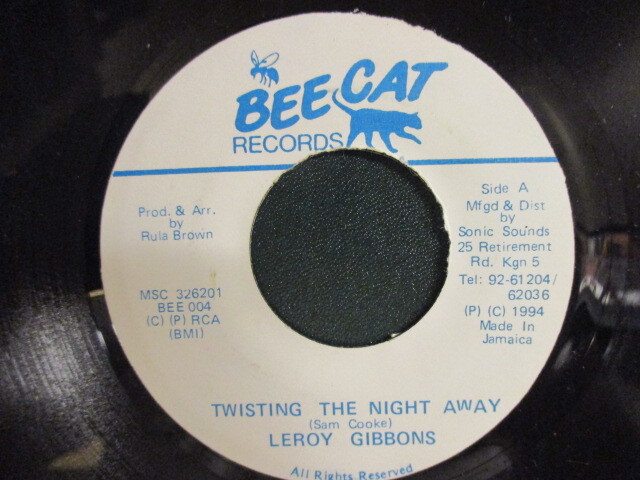 BEE CAT
RECORDS
Prod. & Arr.
by
Rula Brown
MSC 326201
BEE 004
(C) (P) RCA
(BMI)
Side A
Mfgd & Dist
by
Sonic Sounds
25 Retirement
Rd. Kgn 5
Tel: 92-61204/
62036
(P) (C) 1994
Made In
Jamaica
TWISTING THE NIGHT AWAY
(Sam Cooke)
LEROY GIBBONS
All Rights Reserved